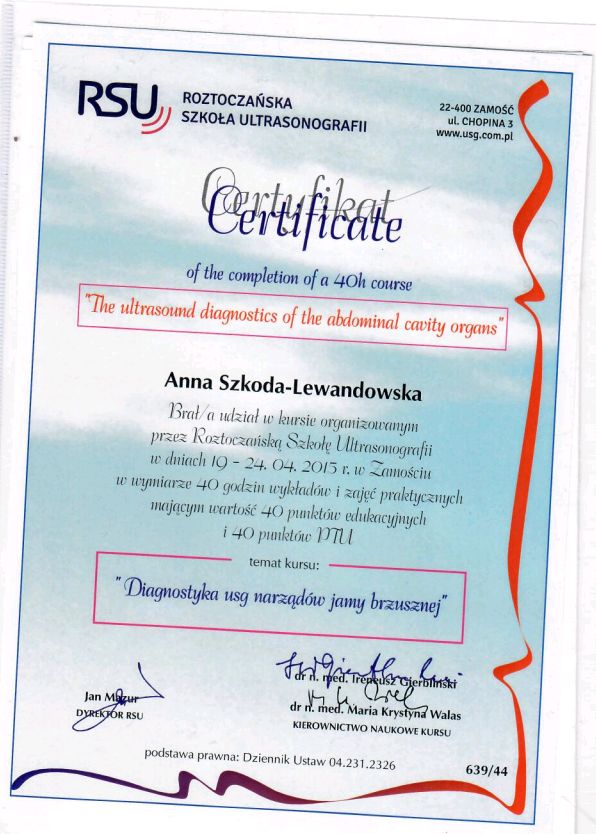 RSU ROZTOCZAŃSKA
SZKOŁA ULTRASONOGRAFII
22-400 ZAMOŚĆ
ul. CHOPINA 3
www.usg.com.pl
Certyfikat
Certificate
of the completion of a 40h course
"The ultrasound diagnostics of the abdominal cavity organs"
Anna Szkoda-Lewandowska
Brał/a udział w kursie organizowanym
przez Roztoczańską Szkołę Ultrasonografii
w dniach 19 - 24. 04. 2015 r. w Zamościu
w wymiarze 40 godzin wykładów i zajęć praktycznych
mającym wartość 40 punktów edukacyjnych
i 40 punktów PTU
temat kursu:
"Diagnostyka usg narządów jamy brzusznej"
Jan Mazur
DYREKTOR RSU
dr n. med. Ireneusz Gierbliński
dr n. med. Maria Krystyna Walas
KIEROWNICTWO NAUKOWE KURSU
podstawa prawna: Dziennik Ustaw 04.231.2326
639/44